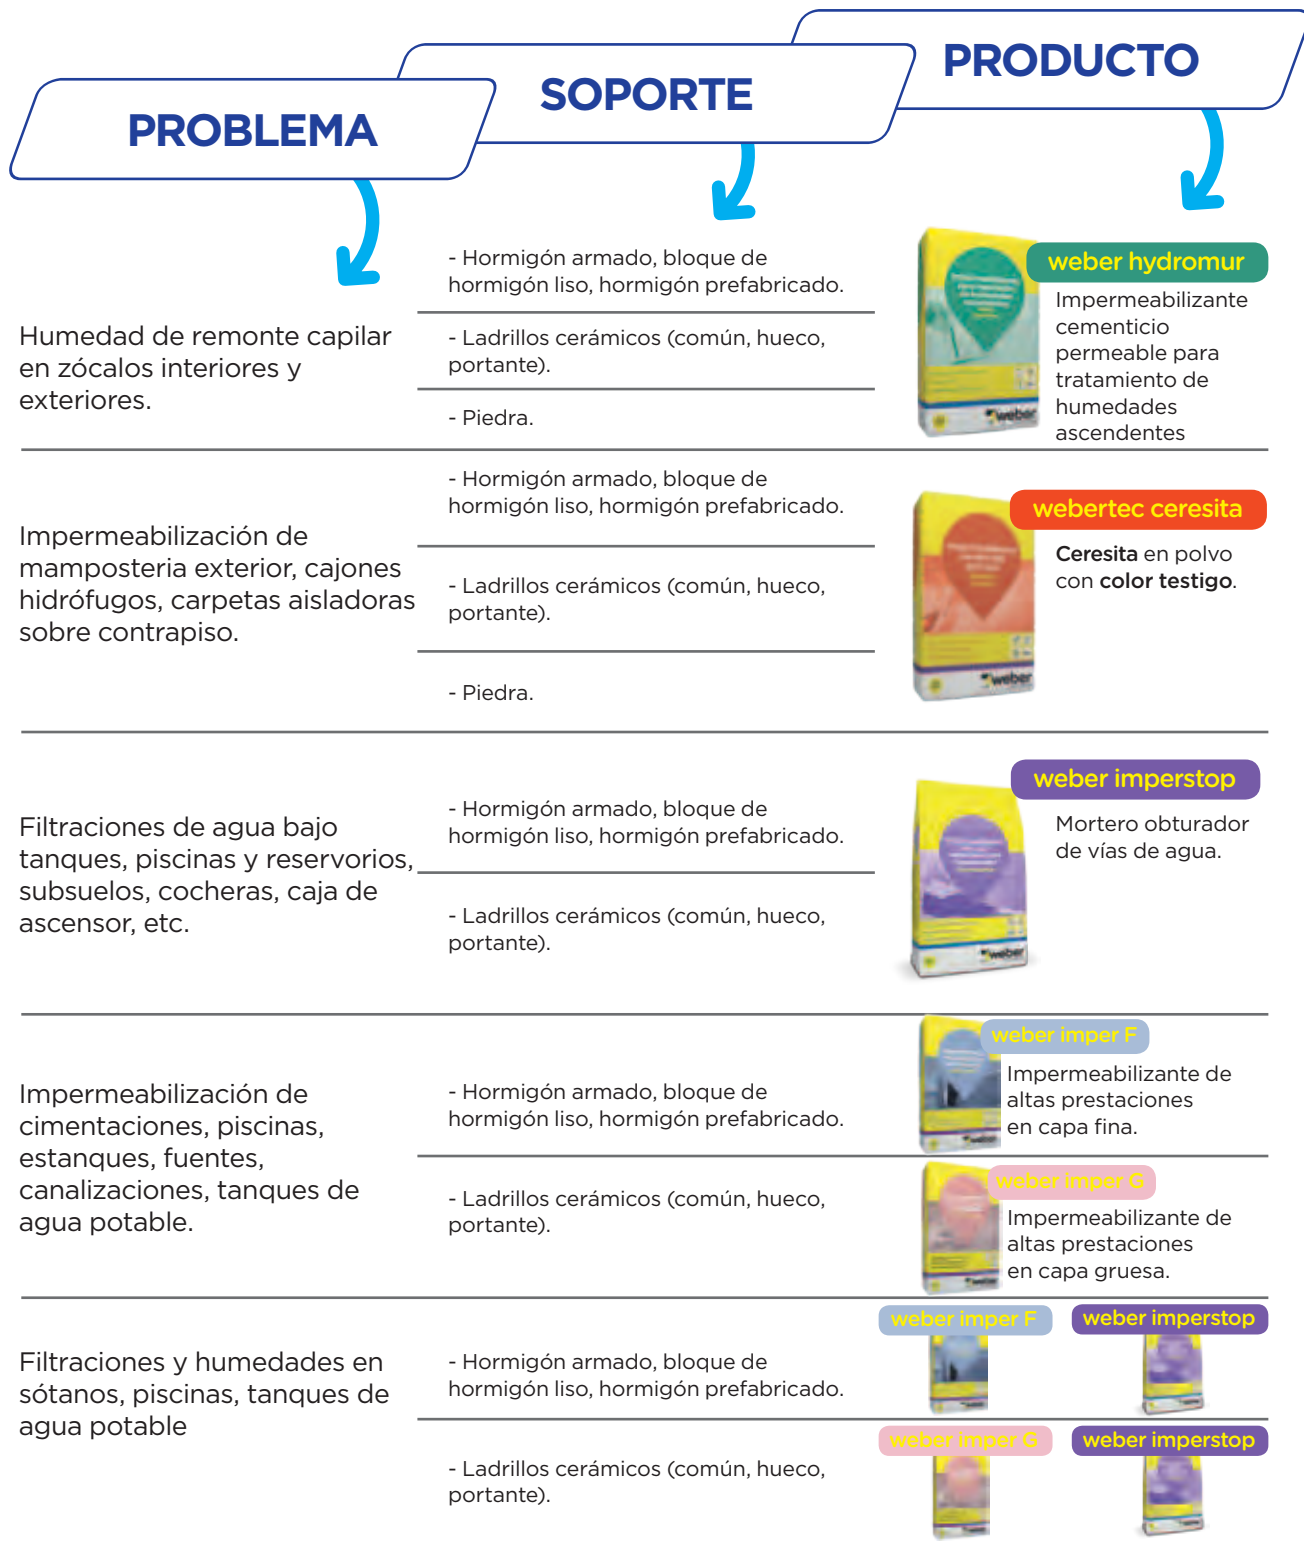 PROBLEMA
SOPORTE
PRODUCTO
Humedad de remonte capilar
en zócalos interiores y
exteriores.
- Hormigón armado, bloque de
hormigón liso, hormigón prefabricado.
- Ladrillos cerámicos (común, hueco,
portante).
- Piedra.
weber
weber hydromur
Impermeabilizante
cementicio
permeable para
tratamiento de
humedades
ascendentes
Impermeabilización de
mamposteria exterior, cajones
hidrófugos, carpetas aisladoras
sobre contrapiso.
- Hormigón armado, bloque de
hormigón liso, hormigón prefabricado.
- Ladrillos cerámicos (común, hueco,
portante).
- Piedra.
weber
webertec ceresita
Ceresita en polvo
con color testigo.
Filtraciones de agua bajo
tanques, piscinas y reservorios,
subsuelos, cocheras, caja de
ascensor, etc.
- Hormigón armado, bloque de
hormigón liso, hormigón prefabricado.
- Ladrillos cerámicos (común, hueco,
portante).
weber
weber imperstop
Mortero obturador
de vías de agua.
Impermeabilización de
cimentaciones, piscinas,
estanques, fuentes,
canalizaciones, tanques de
agua potable.
- Hormigón armado, bloque de
hormigón liso, hormigón prefabricado.
weber imper F
Impermeabilizante de
altas prestaciones
en capa fina.
- Ladrillos cerámicos (común, hueco,
portante).
weber imper G
Impermeabilizante de
altas prestaciones
en capa gruesa.
Filtraciones y humedades en
sótanos, piscinas, tanques de
agua potable
- Hormigón armado, bloque de
hormigón liso, hormigón prefabricado.
weber imper F
weber imperstop
- Ladrillos cerámicos (común, hueco,
portante).
weber imper G
weber imperstop